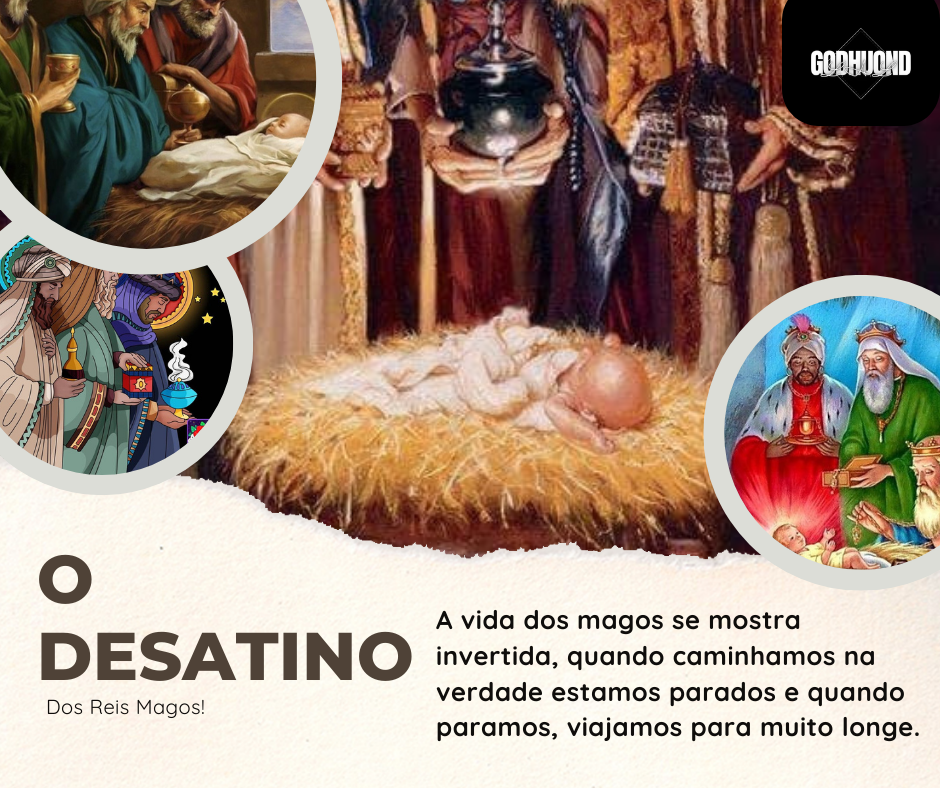 GODHUOND
O
DESATINO
Dos Reis Magos!
A vida dos magos se mostra
invertida, quando caminhamos na
verdade estamos parados e quando
paramos, viajamos para muito longe.